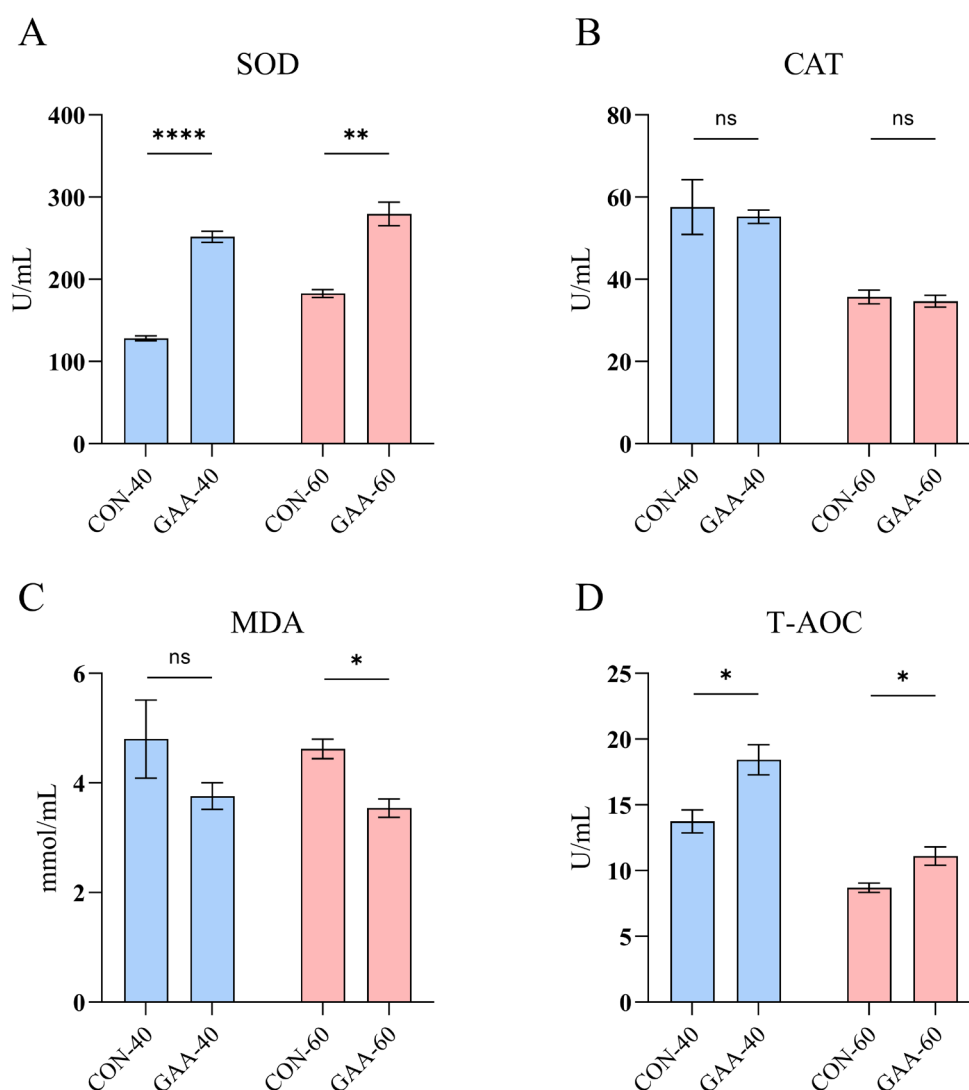 A
SOD
400
300
200
100
0
U/mL
****
**
CON-40
GAA-40
CON-60
GAA-60
B
CAT
80
60
40
20
0
U/mL
ns
ns
CON-40
GAA-40
CON-60
GAA-60
C
MDA
6
4
2
0
mmol/mL
ns
*
CON-40
GAA-40
CON-60
GAA-60
D
T-AOC
25
20
15
10
5
0
U/mL
*
*
CON-40
GAA-40
CON-60
GAA-60